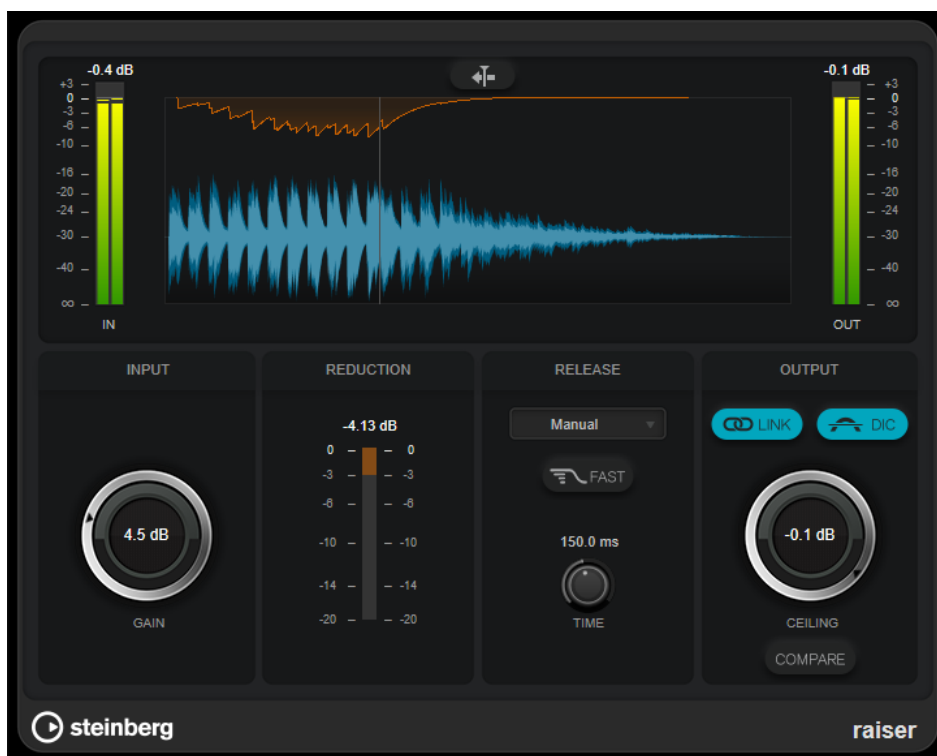 -0.4 dB
-0.1 dB
+3
0
-3
-6
-10
-16
-20
-24
-30
-40
∞
IN
+3
0
-3
-6
-10
-16
-20
-24
-30
-40
∞
OUT
INPUT
4.5 dB
GAIN
REDUCTION
-4.13 dB
0 0
-3 -3
-6 -6
-10 -10
-14 -14
-20 -20
RELEASE
Manual
FAST
150.0 ms
TIME
OUTPUT
LINK DIC
-0.1 dB
CEILING
COMPARE
steinberg
raiser